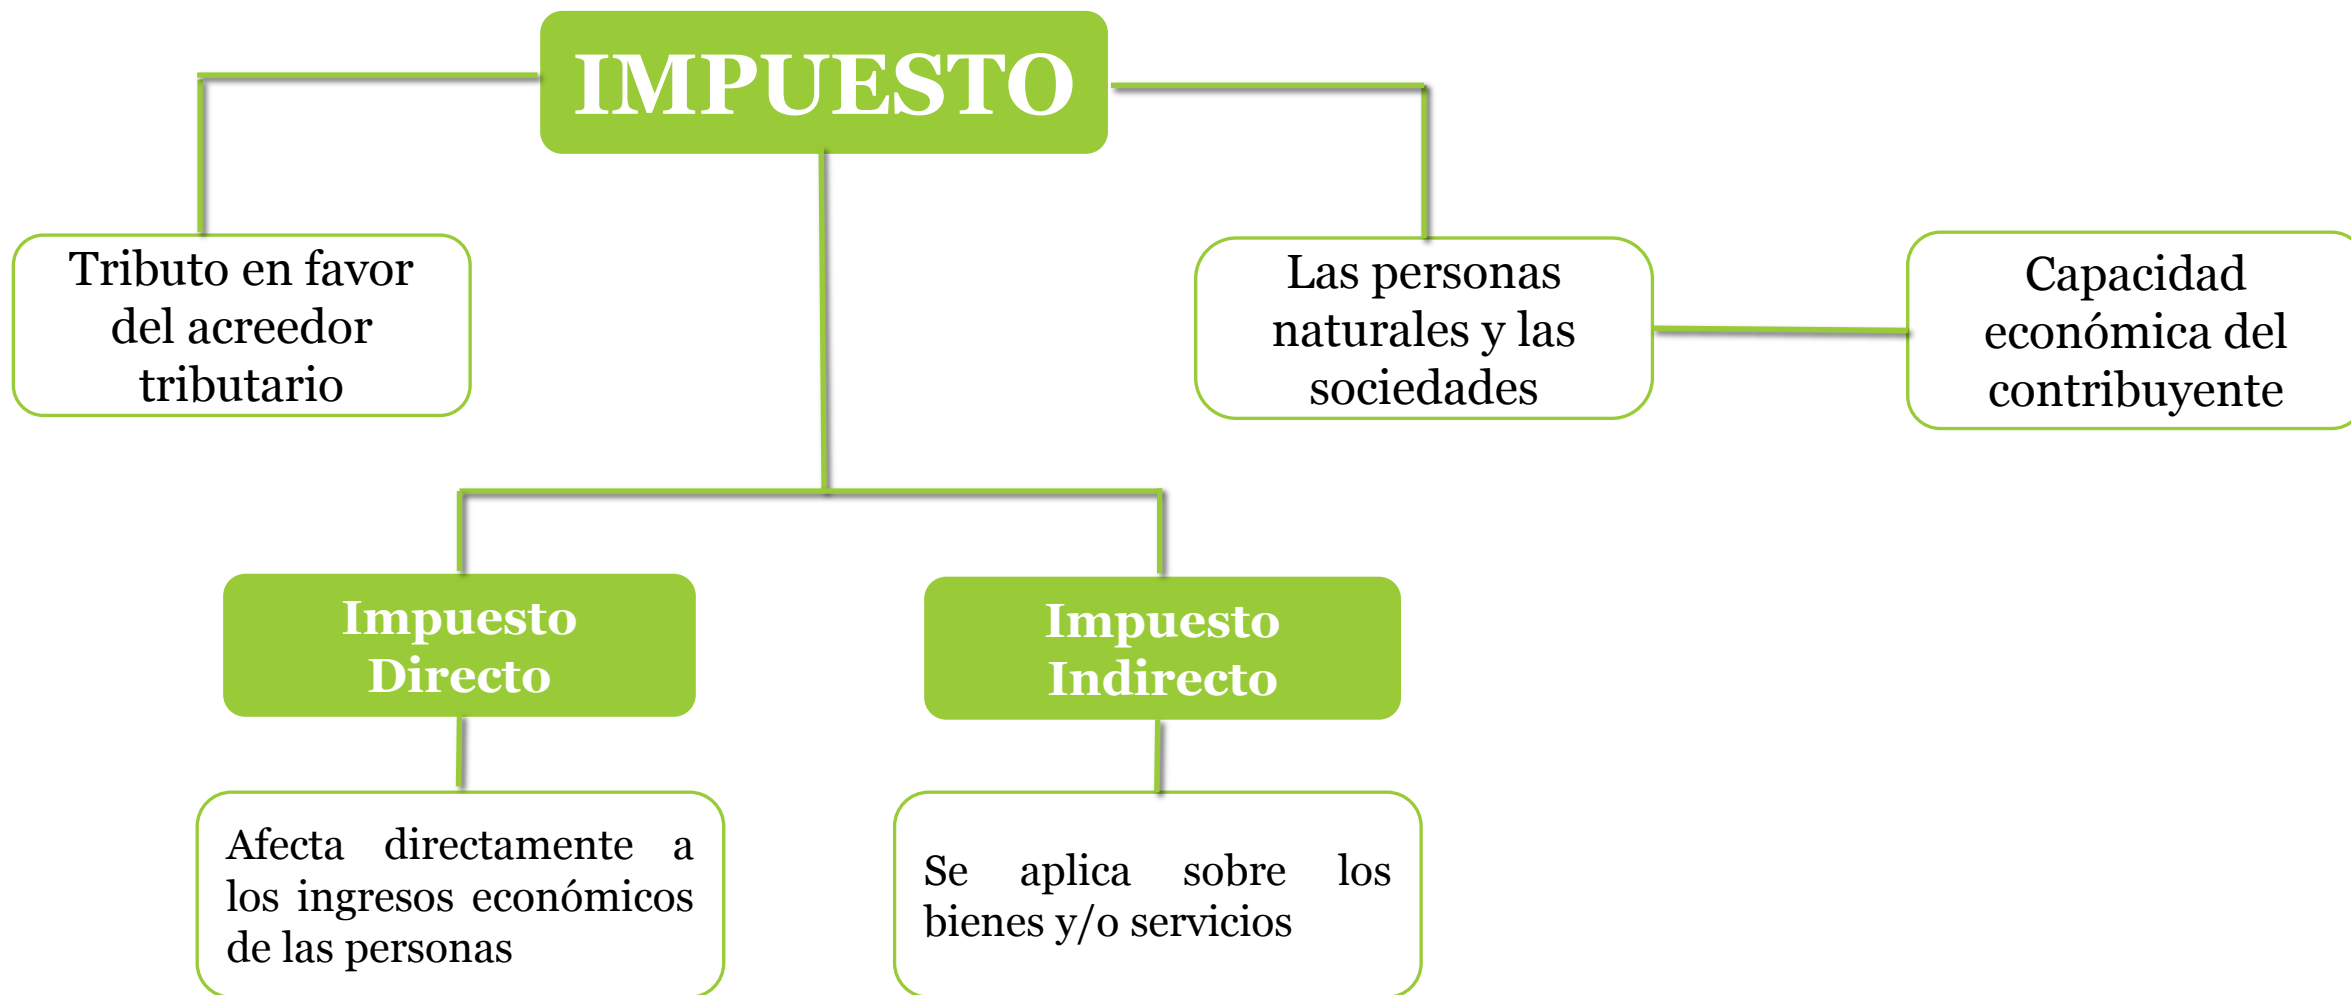 IMPUESTO
Tributo en favor
del acreedor
tributario
Las personas
naturales y las
sociedades
Capacidad
económica del
contribuyente
Impuesto
Directo
Impuesto
Indirecto
Afecta directamente a
los ingresos económicos
de las personas
Se aplica sobre los
bienes y/o servicios